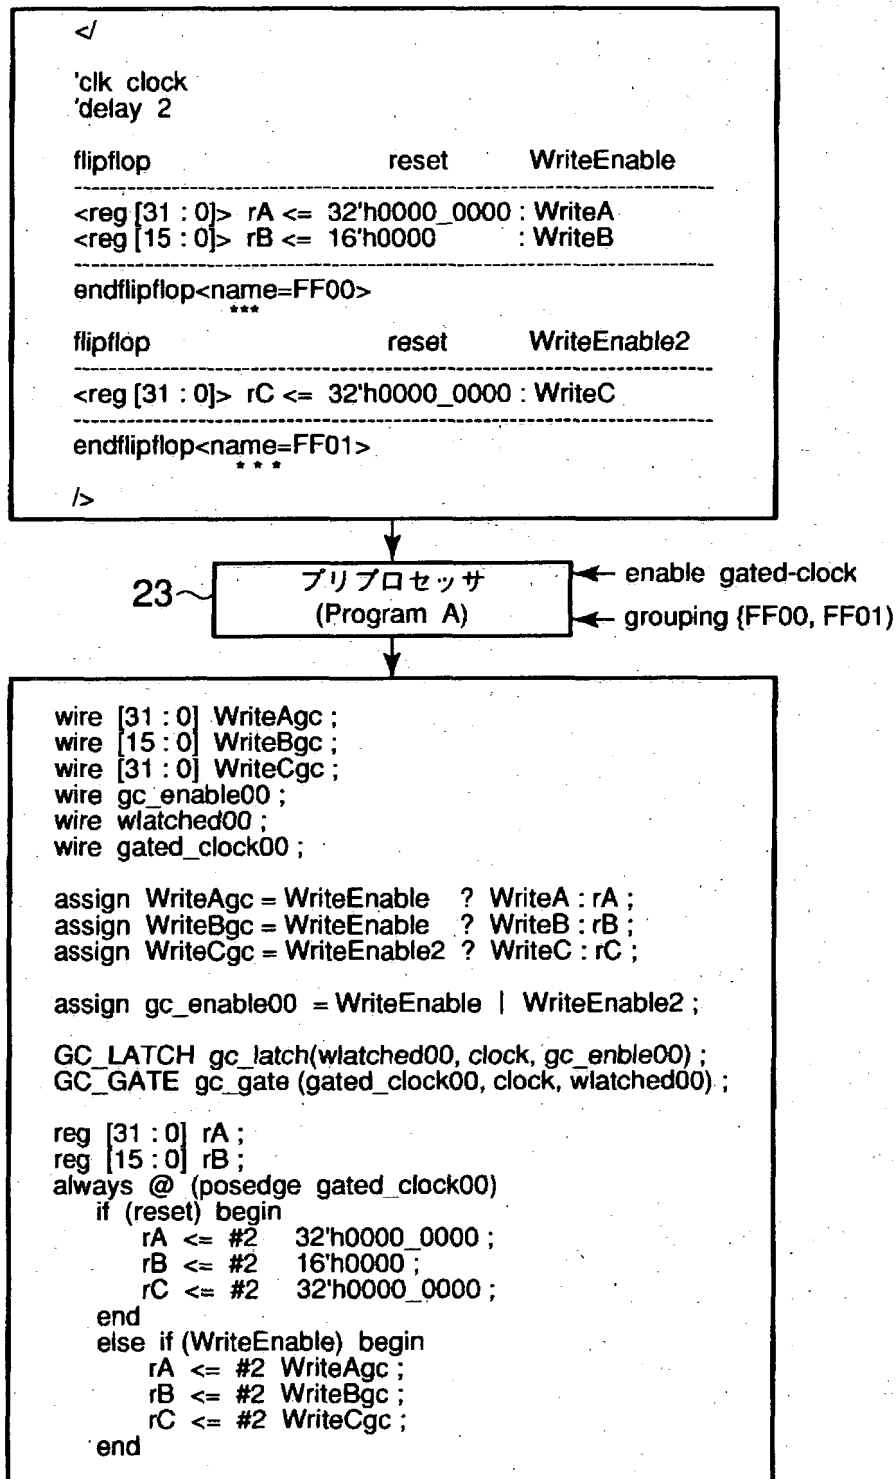 </
'clk clock
'delay 2
flipflop reset WriteEnable
<reg [31 : 0]> rA <= 32'h0000_0000 : WriteA
<reg [15 : 0]> rB <= 16'h0000 : WriteB
endflipflop<name=FF00>
***
flipflop reset WriteEnable2
<reg [31 : 0]> rC <= 32'h0000_0000 : WriteC
endflipflop<name=FF01>
* * *
/>
23
プリプロセッサ
(Program A)
enable gated-clock
grouping {FF00, FF01)
wire [31 : 0] WriteAgc ;
wire [15 : 0] WriteBgc ;
wire [31 : 0] WriteCgc ;
wire gc_enable00 ;
wire wlatched00 ;
wire gated_clock00 ;
assign WriteAgc = WriteEnable ? WriteA : rA ;
assign WriteBgc = WriteEnable ? WriteB : rB ;
assign WriteCgc = WriteEnable2 ? WriteC : rC ;
assign gc_enable00 = WriteEnable | WriteEnable2 ;
GC_LATCH gc_latch(wlatched00, clock, gc_enble00) ;
GC_GATE gc_gate (gated_clock00, clock, wlatched00) ;
reg [31 : 0] rA ;
reg [15 : 0] rB ;
always @ (posedge gated_clock00)
if (reset) begin
rA <= #2 32'h0000_0000 ;
rB <= #2 16'h0000 ;
rC <= #2 32'h0000_0000 ;
end
else if (WriteEnable) begin
rA <= #2 WriteAgc ;
rB <= #2 WriteBgc ;
rC <= #2 WriteCgc ;
end